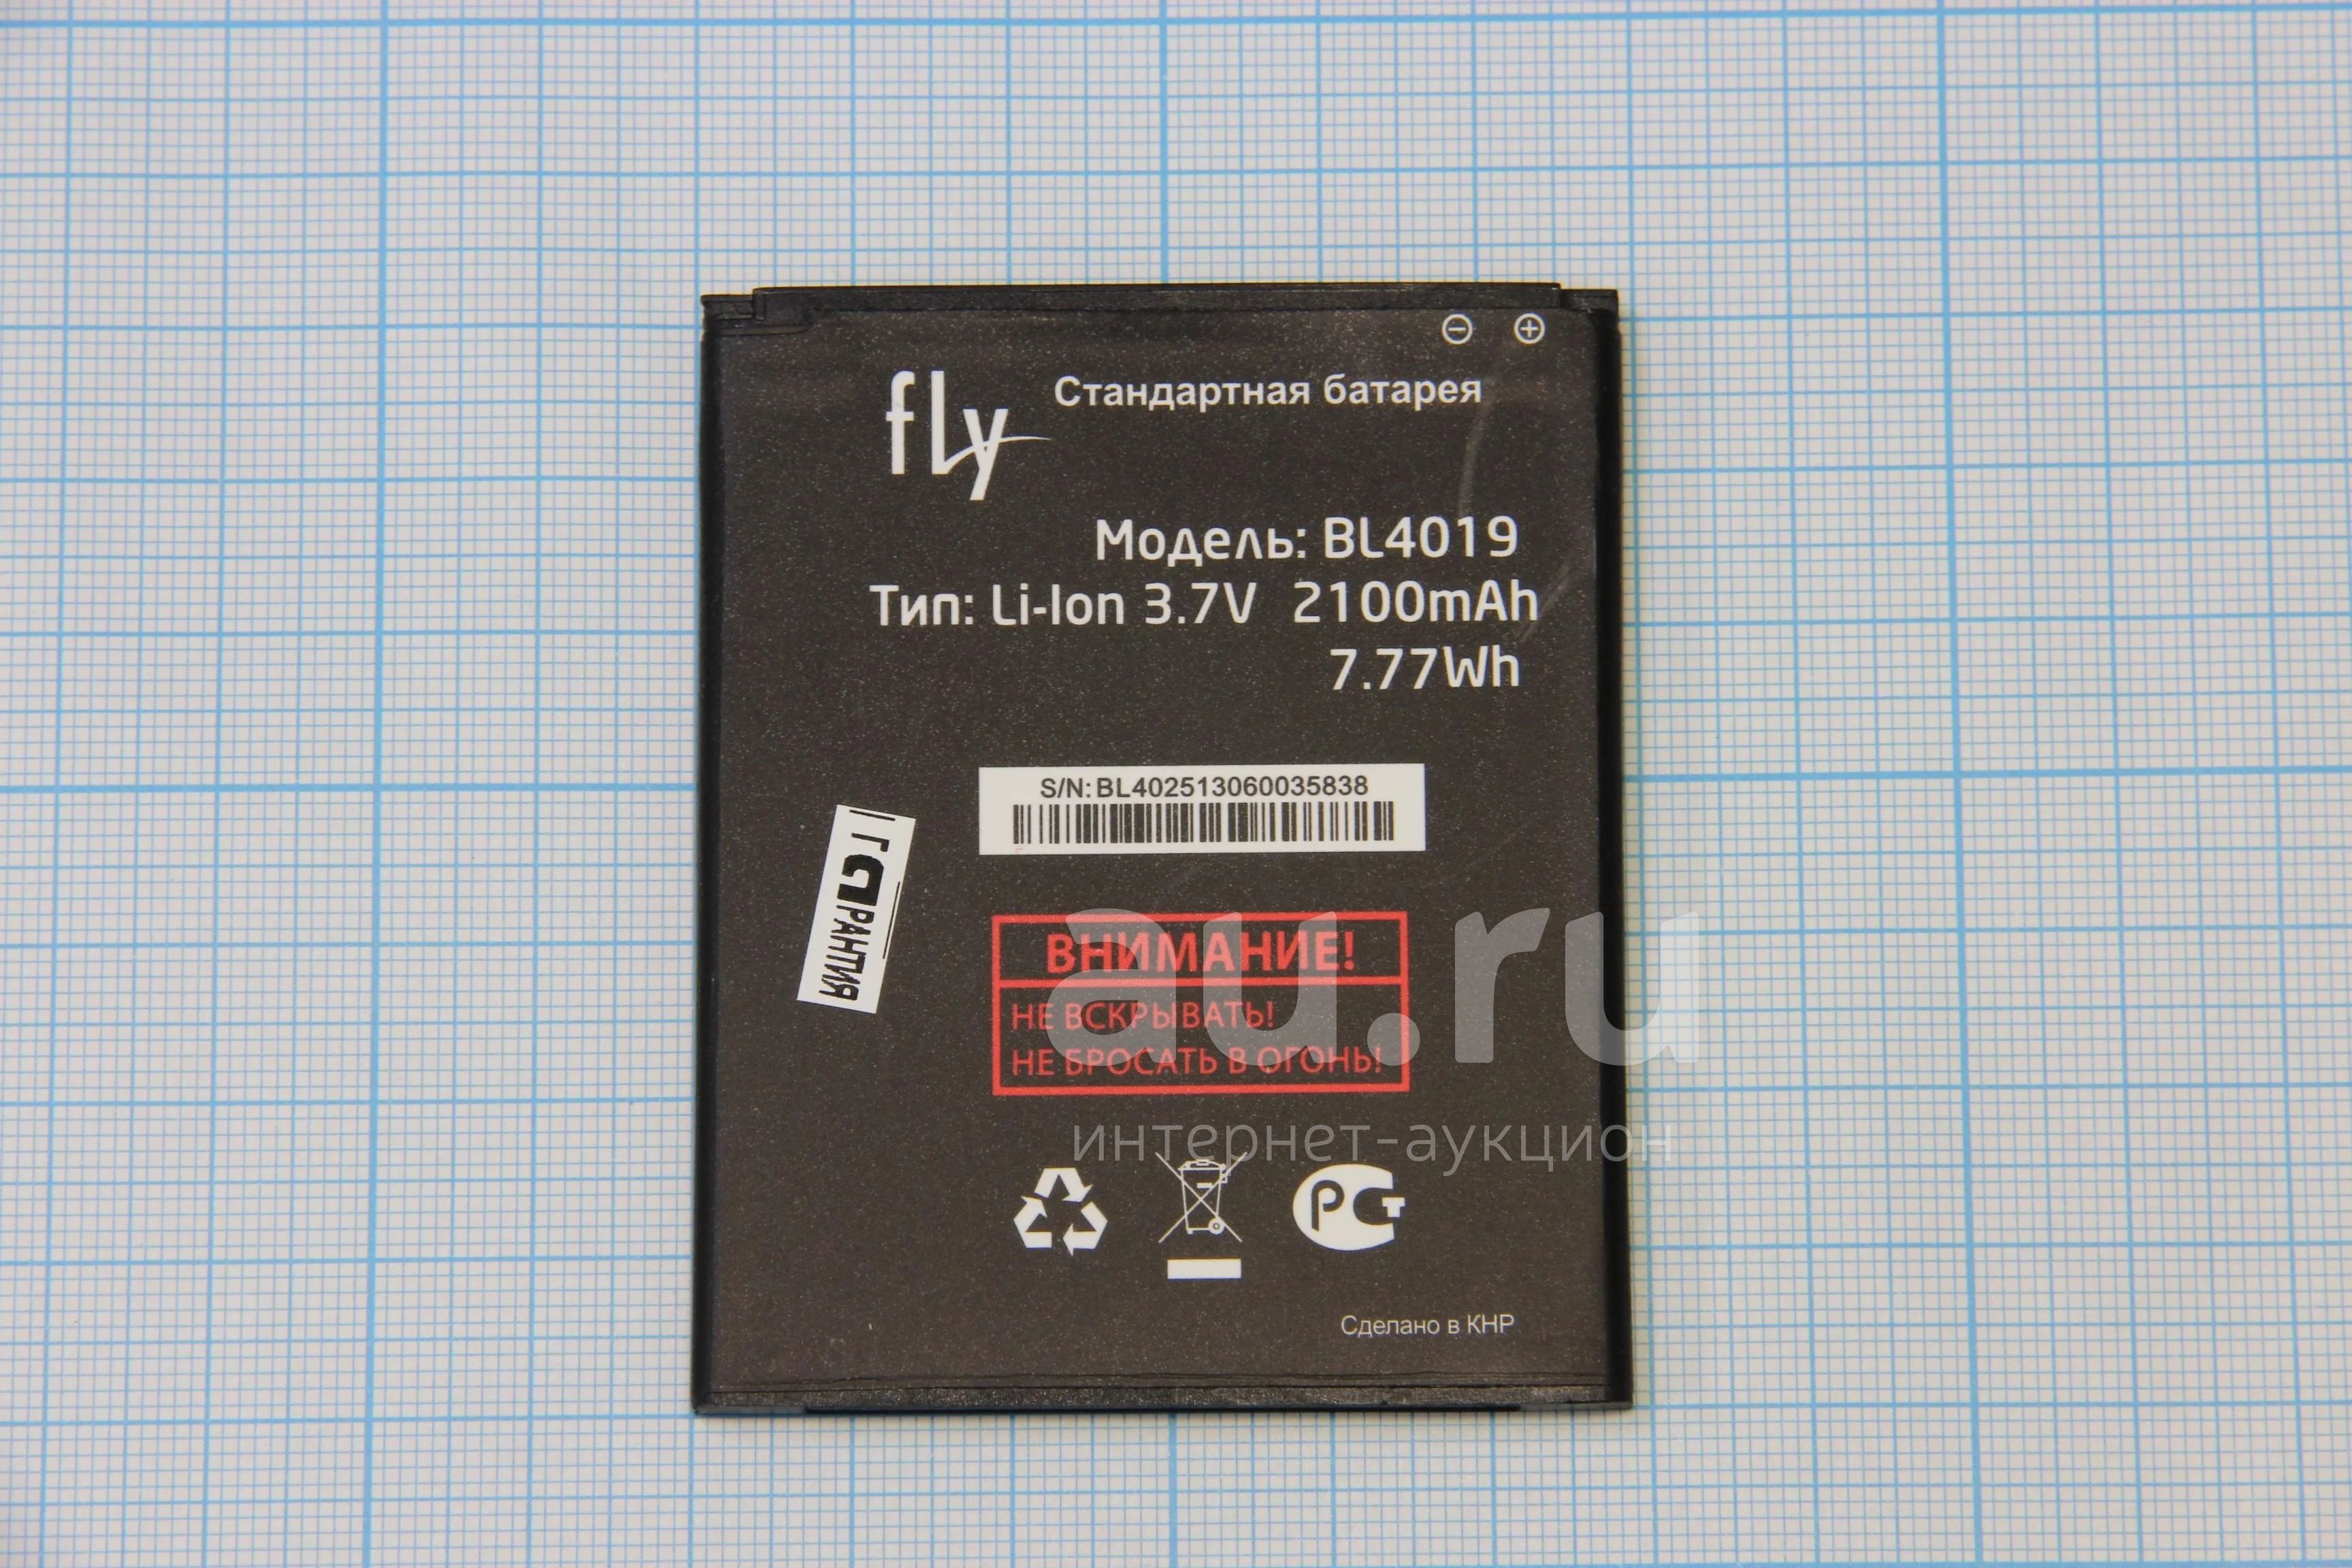 fly Стандартная батарея
Модель: BL4019
Тип: Li-Ion 3.7V 2100mAh
7.77Wh
S/N: BL402513060035838
ГаРАНТИЯ
ВНИМАНИЕ!
НЕ ВСКРЫВАТЬ!
НЕ БРОСАТЬ В ОГОНЬ!
au.ru
интернет-аукцион
РСТ
Сделано в КНР